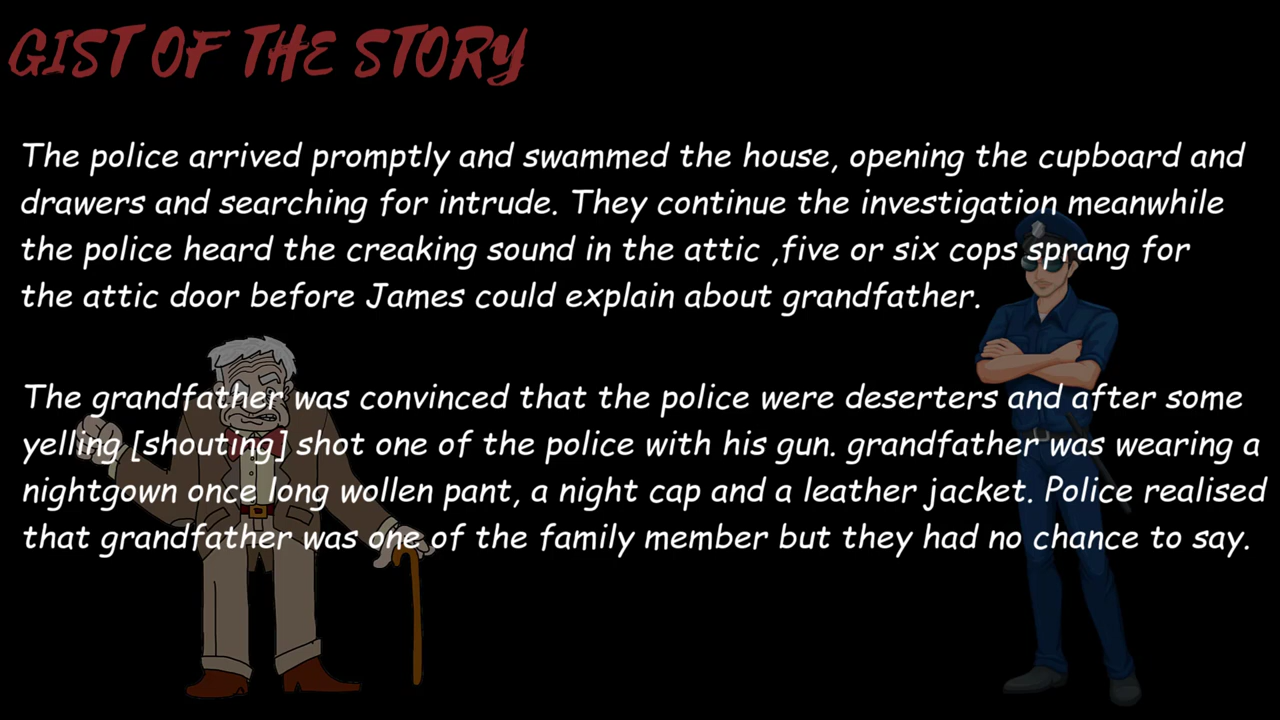 GIST OF THE STORY
The police arrived promptly and swammed the house, opening the cupboard and
drawers and searching for intrude. They continue the investigation meanwhile
the police heard the creaking sound in the attic ,five or six cops sprang for
the attic door before James could explain about grandfather.
The grandfather was convinced that the police were deserters and after some
yelling [shouting] shot one of the police with his gun. grandfather was wearing a
nightgown once long wollen pant, a night cap and a leather jacket. Police realised
that grandfather was one of the family member but they had no chance to say.